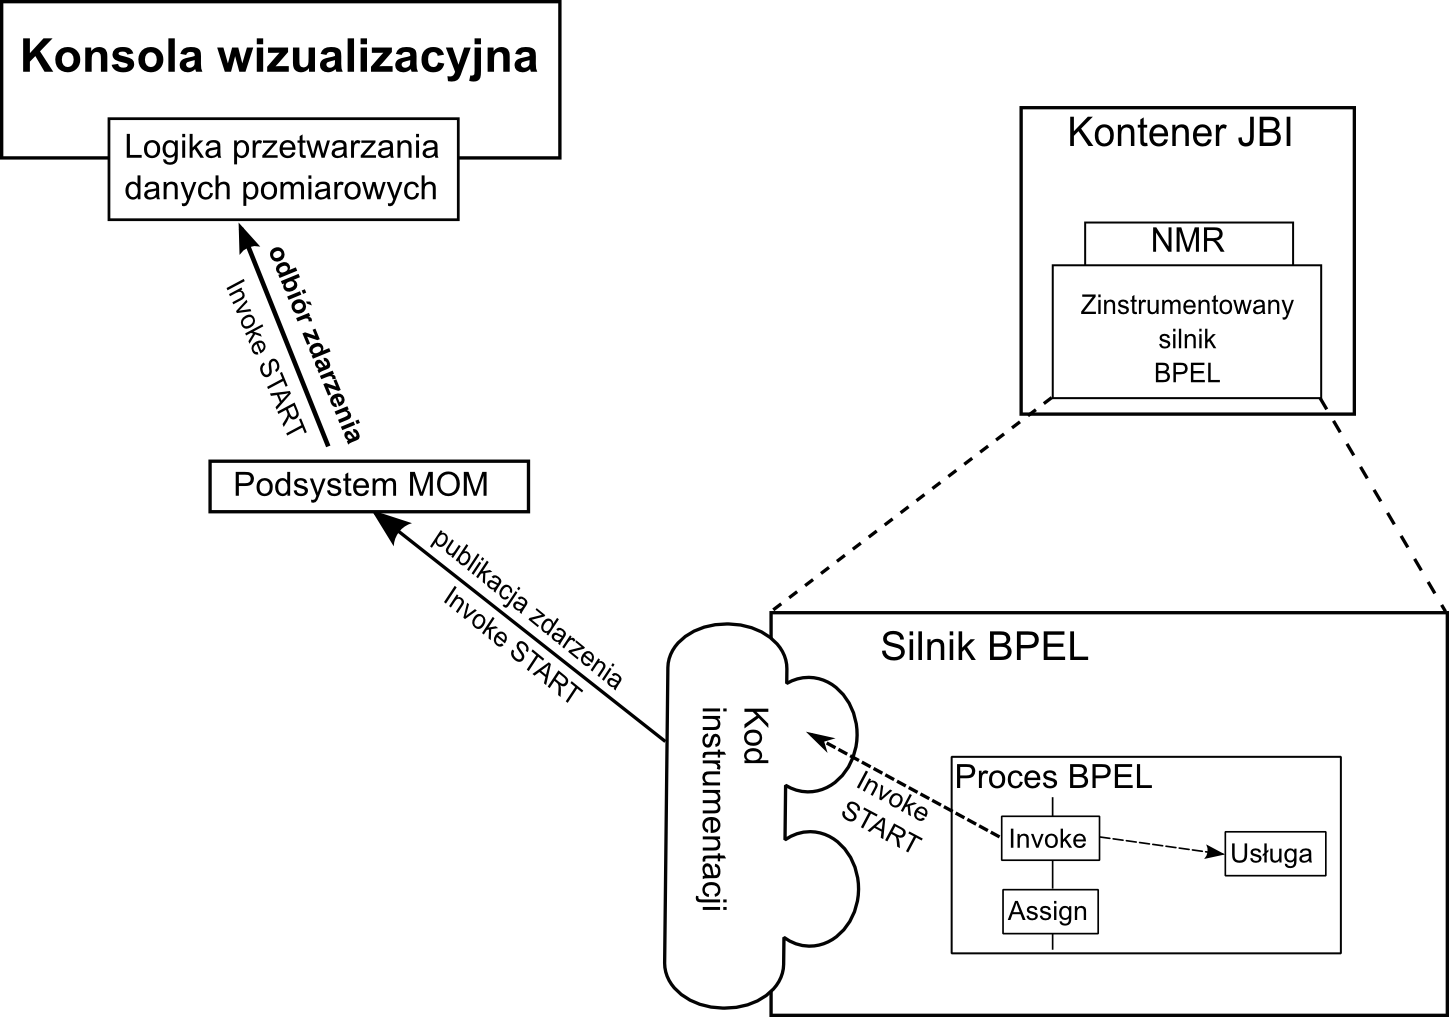 Konsola wizualizacyjna
Logika przetwarzania
danych pomiarowych
odbiór zdarzenia
Invoke START
Podsystem MOM
publikacja zdarzenia
Invoke START
Kontener JBI
NMR
Zinstrumentowany
silnik
BPEL
Silnik BPEL
Kod
instrumentacji
Invoke
START
Proces BPEL
Invoke
Usługa
Assign